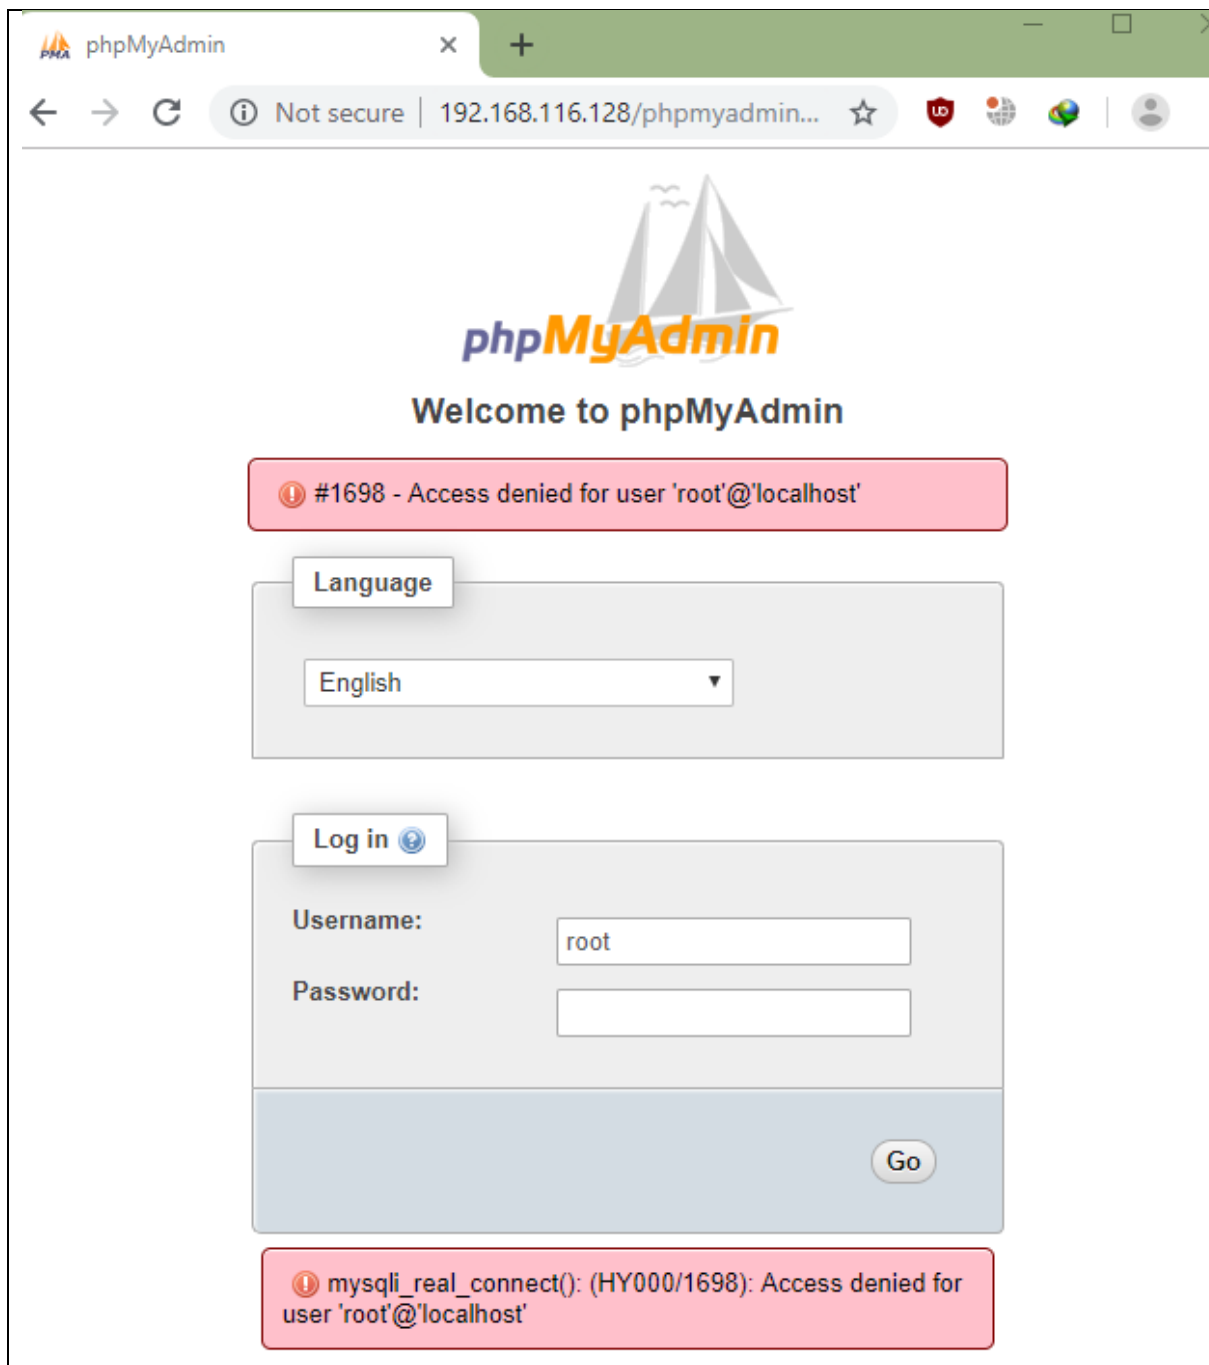 PMA phpMyAdmin
Not secure | 192.168.116.128/phpmyadmin...
phpMyAdmin
Welcome to phpMyAdmin
#1698 - Access denied for user 'root'@'localhost'
Language
English
Log in
Username:
root
Password:
Go
mysqli_real_connect(): (HY000/1698): Access denied for
user 'root'@'localhost'